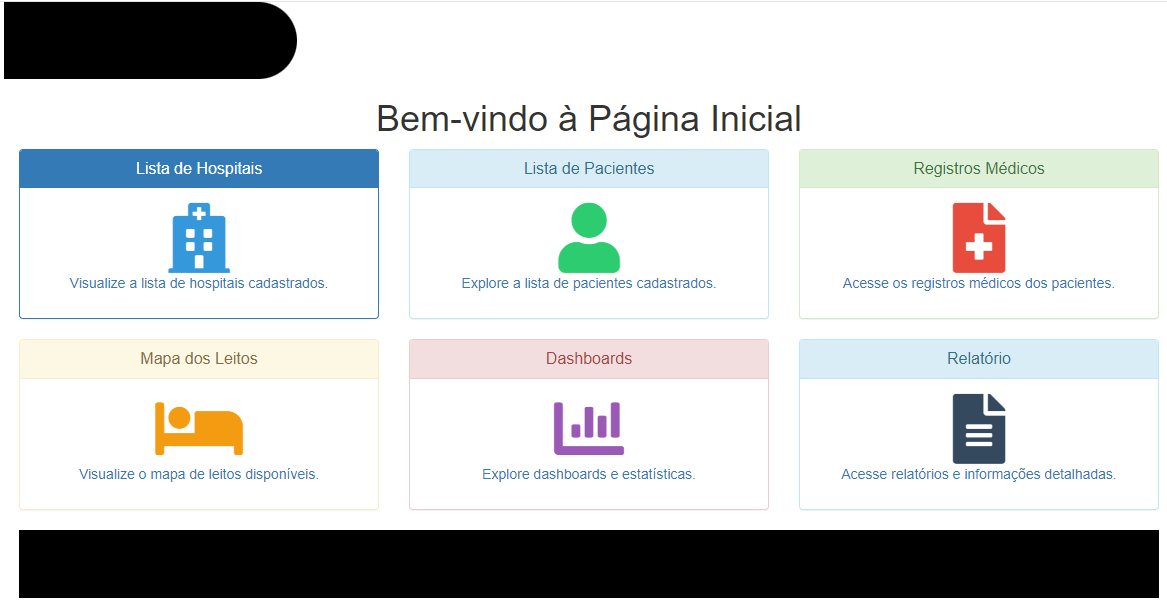 Bem-vindo à Página Inicial
Lista de Hospitais
Visualize a lista de hospitais cadastrados.
Lista de Pacientes
Explore a lista de pacientes cadastrados.
Registros Médicos
Acesse os registros médicos dos pacientes.
Mapa dos Leitos
Visualize o mapa de leitos disponíveis.
Dashboards
Explore dashboards e estatísticas.
Relatório
Acesse relatórios e informações detalhadas.